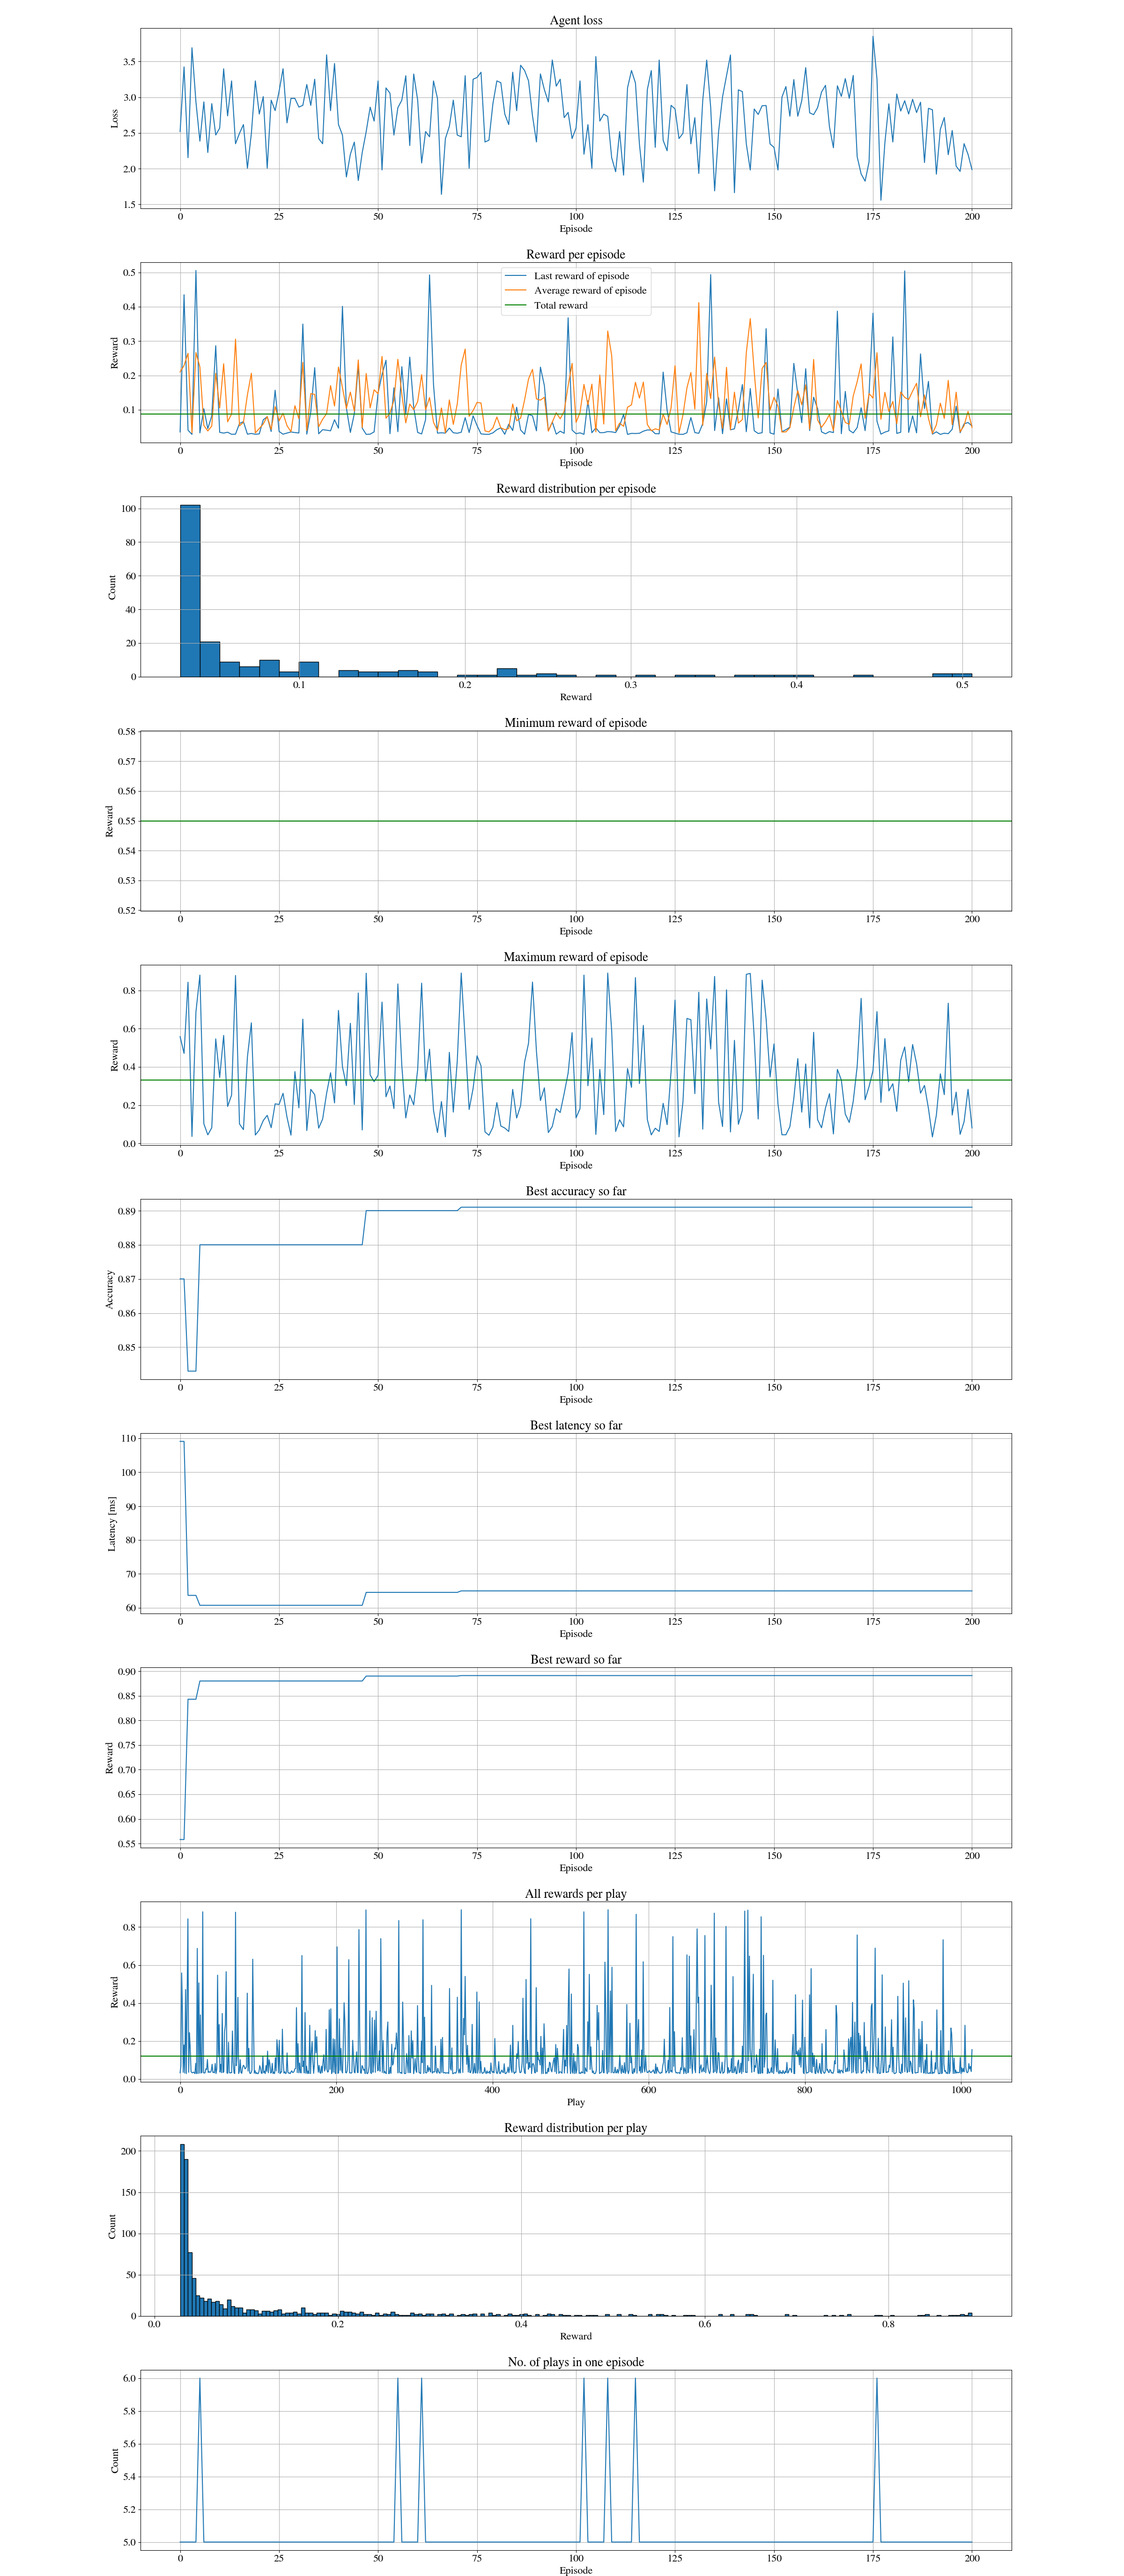 Agent loss
3.5
3.0
2.5
2.0
1.5
Loss
0 25 50 75 100 125 150 175 200
Episode
Reward per episode
Last reward of episode
Average reward of episode
Total reward
0.5
0.4
0.3
0.2
0.1
Reward
0 25 50 75 100 125 150 175 200
Episode
Reward distribution per episode
100
80
60
40
20
0
Count
0.1 0.2 0.3 0.4 0.5
Reward
Minimum reward of episode
0.58
0.57
0.56
0.55
0.54
0.53
0.52
Reward
0 25 50 75 100 125 150 175 200
Episode
Maximum reward of episode
0.8
0.6
0.4
0.2
0.0
Reward
0 25 50 75 100 125 150 175 200
Episode
Best accuracy so far
0.89
0.88
0.87
0.86
0.85
Accuracy
0 25 50 75 100 125 150 175 200
Episode
Best latency so far
110
100
90
80
70
60
Latency [ms]
0 25 50 75 100 125 150 175 200
Episode
Best reward so far
0.90
0.85
0.80
0.75
0.70
0.65
0.60
0.55
Reward
0 25 50 75 100 125 150 175 200
Episode
All rewards per play
0.8
0.6
0.4
0.2
0.0
Reward
0 200 400 600 800 1000
Play
Reward distribution per play
200
150
100
50
0
Count
0.0 0.2 0.4 0.6 0.8
Reward
No. of plays in one episode
6.0
5.8
5.6
5.4
5.2
5.0
Count
0 25 50 75 100 125 150 175 200
Episode